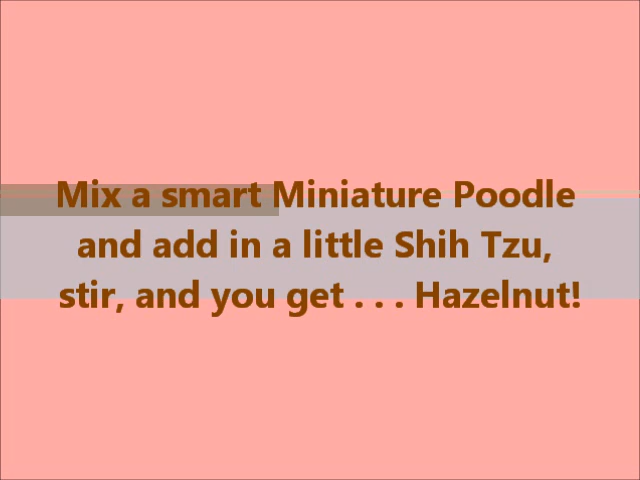 Mix a smart Miniature Poodle
and add in a little Shih Tzu,
stir, and you get . . . Hazelnut!